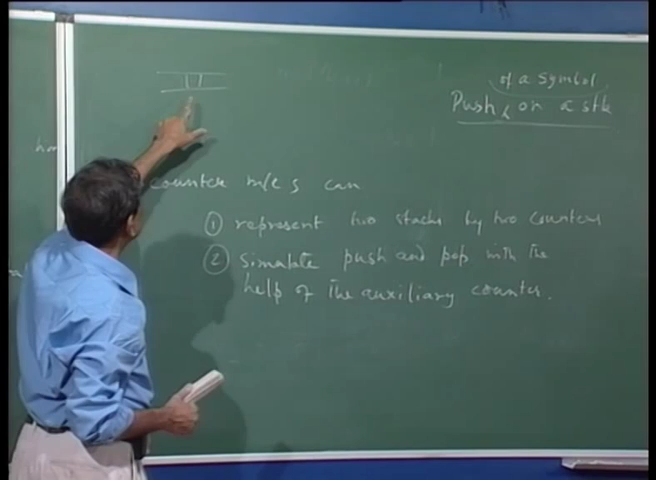 of a symbol
Push on a stk
counter m/c s can
① represent two stacks by two counters
② simulate push and pop with the
help of the auxiliary counter.